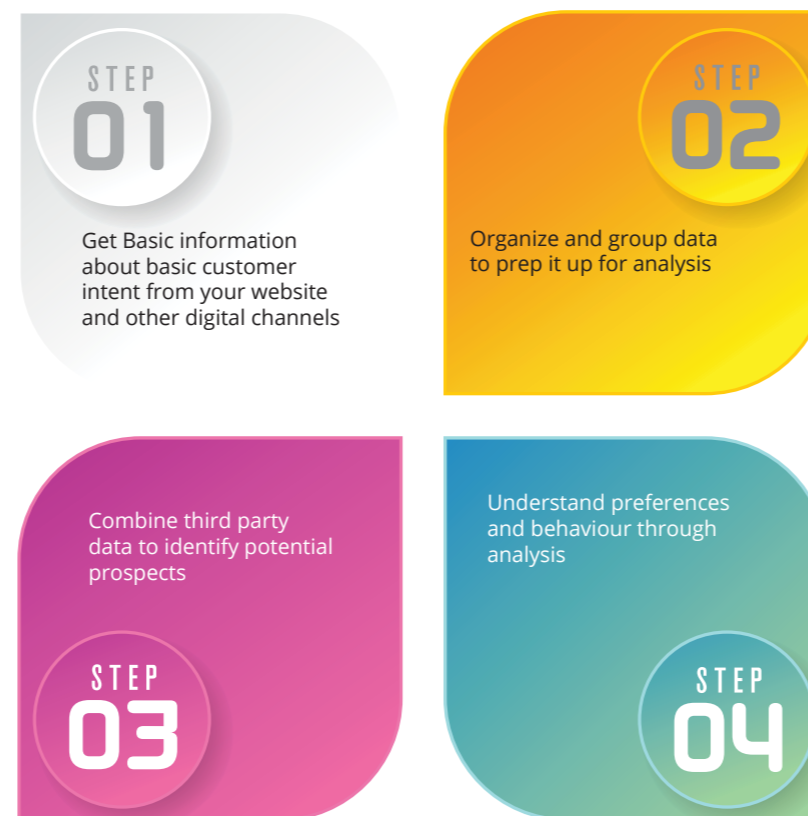 STEP
01
Get Basic information
about basic customer
intent from your website
and other digital channels
STEP
02
Organize and group data
to prep it up for analysis
Combine third party
data to identify potential
prospects
STEP
03
Understand preferences
and behaviour through
analysis
STEP
04